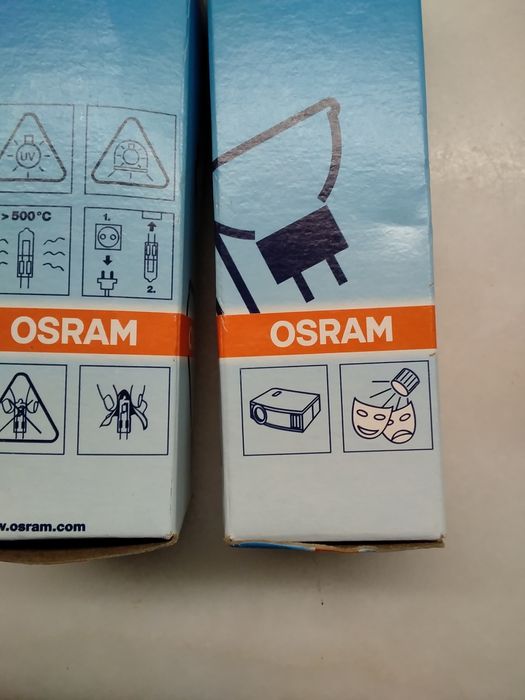 UV
> 500°C
1.
2.
OSRAM
w.osram.com
OSRAM